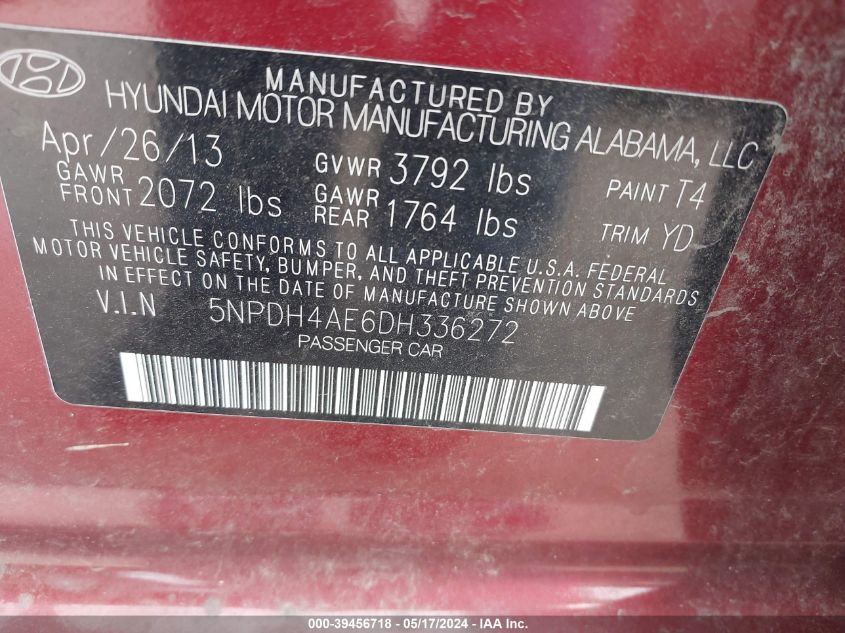 MANUFACTURED BY
HYUNDAI MOTOR MANUFACTURING ALABAMA, LLC
Apr/26/13 GVWR 3792 lbs PAINT T4
GAWR FRONT 2072 lbs GAWR REAR 1764 lbs TRIM YD
THIS VEHICLE CONFORMS TO ALL APPLICABLE U.S.A. FEDERAL
MOTOR VEHICLE SAFETY, BUMPER, AND THEFT PREVENTION STANDARDS
IN EFFECT ON THE DATE OF MANUFACTURE SHOWN ABOVE
V.I.N 5NPDH4AE6DH336272
PASSENGER CAR
000-39456718 - 05/17/2024 - IAA Inc.